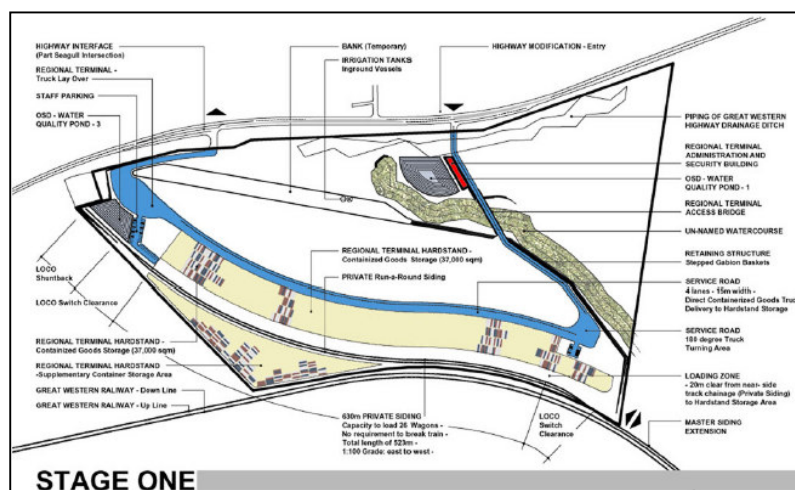 HIGHWAY INTERFACE
(Part Seagull Intersection)
REGIONAL TERMINAL -
Truck Lay Over
STAFF PARKING
OSD - WATER
QUALITY POND - 3
BANK (Temporary)
IRRIGATION TANKS
Inground Vessels
HIGHWAY MODIFICATION - Entry
PIPING OF GREAT WESTERN
HIGHWAY DRAINAGE DITCH
REGIONAL TERMINAL
ADMINISTRATION AND
SECURITY BUILDING
OSD - WATER
QUALITY POND - 1
REGIONAL TERMINAL
ACCESS BRIDGE
UN-NAMED WATERCOURSE
RETAINING STRUCTURE
Stepped Gabion Baskets
SERVICE ROAD
4 lanes - 15m width -
Direct Containerized Goods Truc
Delivery to Hardstand Storage
SERVICE ROAD
180 degree Truck
Turning Area
LOADING ZONE
- 20m clear from near- side
track chainage (Private Siding)
to Hardstand Storage Area
MASTER SIDING
EXTENSION
LOCO
Shuntback
LOCO Switch Clearance
REGIONAL TERMINAL HARDSTAND -
Containized Goods Storage (37,000 sqm)
PRIVATE Run-a-Round Siding
REGIONAL TERMINAL HARDSTAND -
Containized Goods Storage (37,000 sqm)
REGIONAL TERMINAL HARDSTAND
-Supplementary Container Storage Area
GREAT WESTERN RAILWAY - Down Line
GREAT WESTERN RAILWAY - Up Line
630m PRIVATE SIDING
Capacity to load 26 Wagons -
No requirement to break train -
Total length of 523m -
1:100 Grade: east to west -
LOCO
Switch
Clearance
STAGE ONE